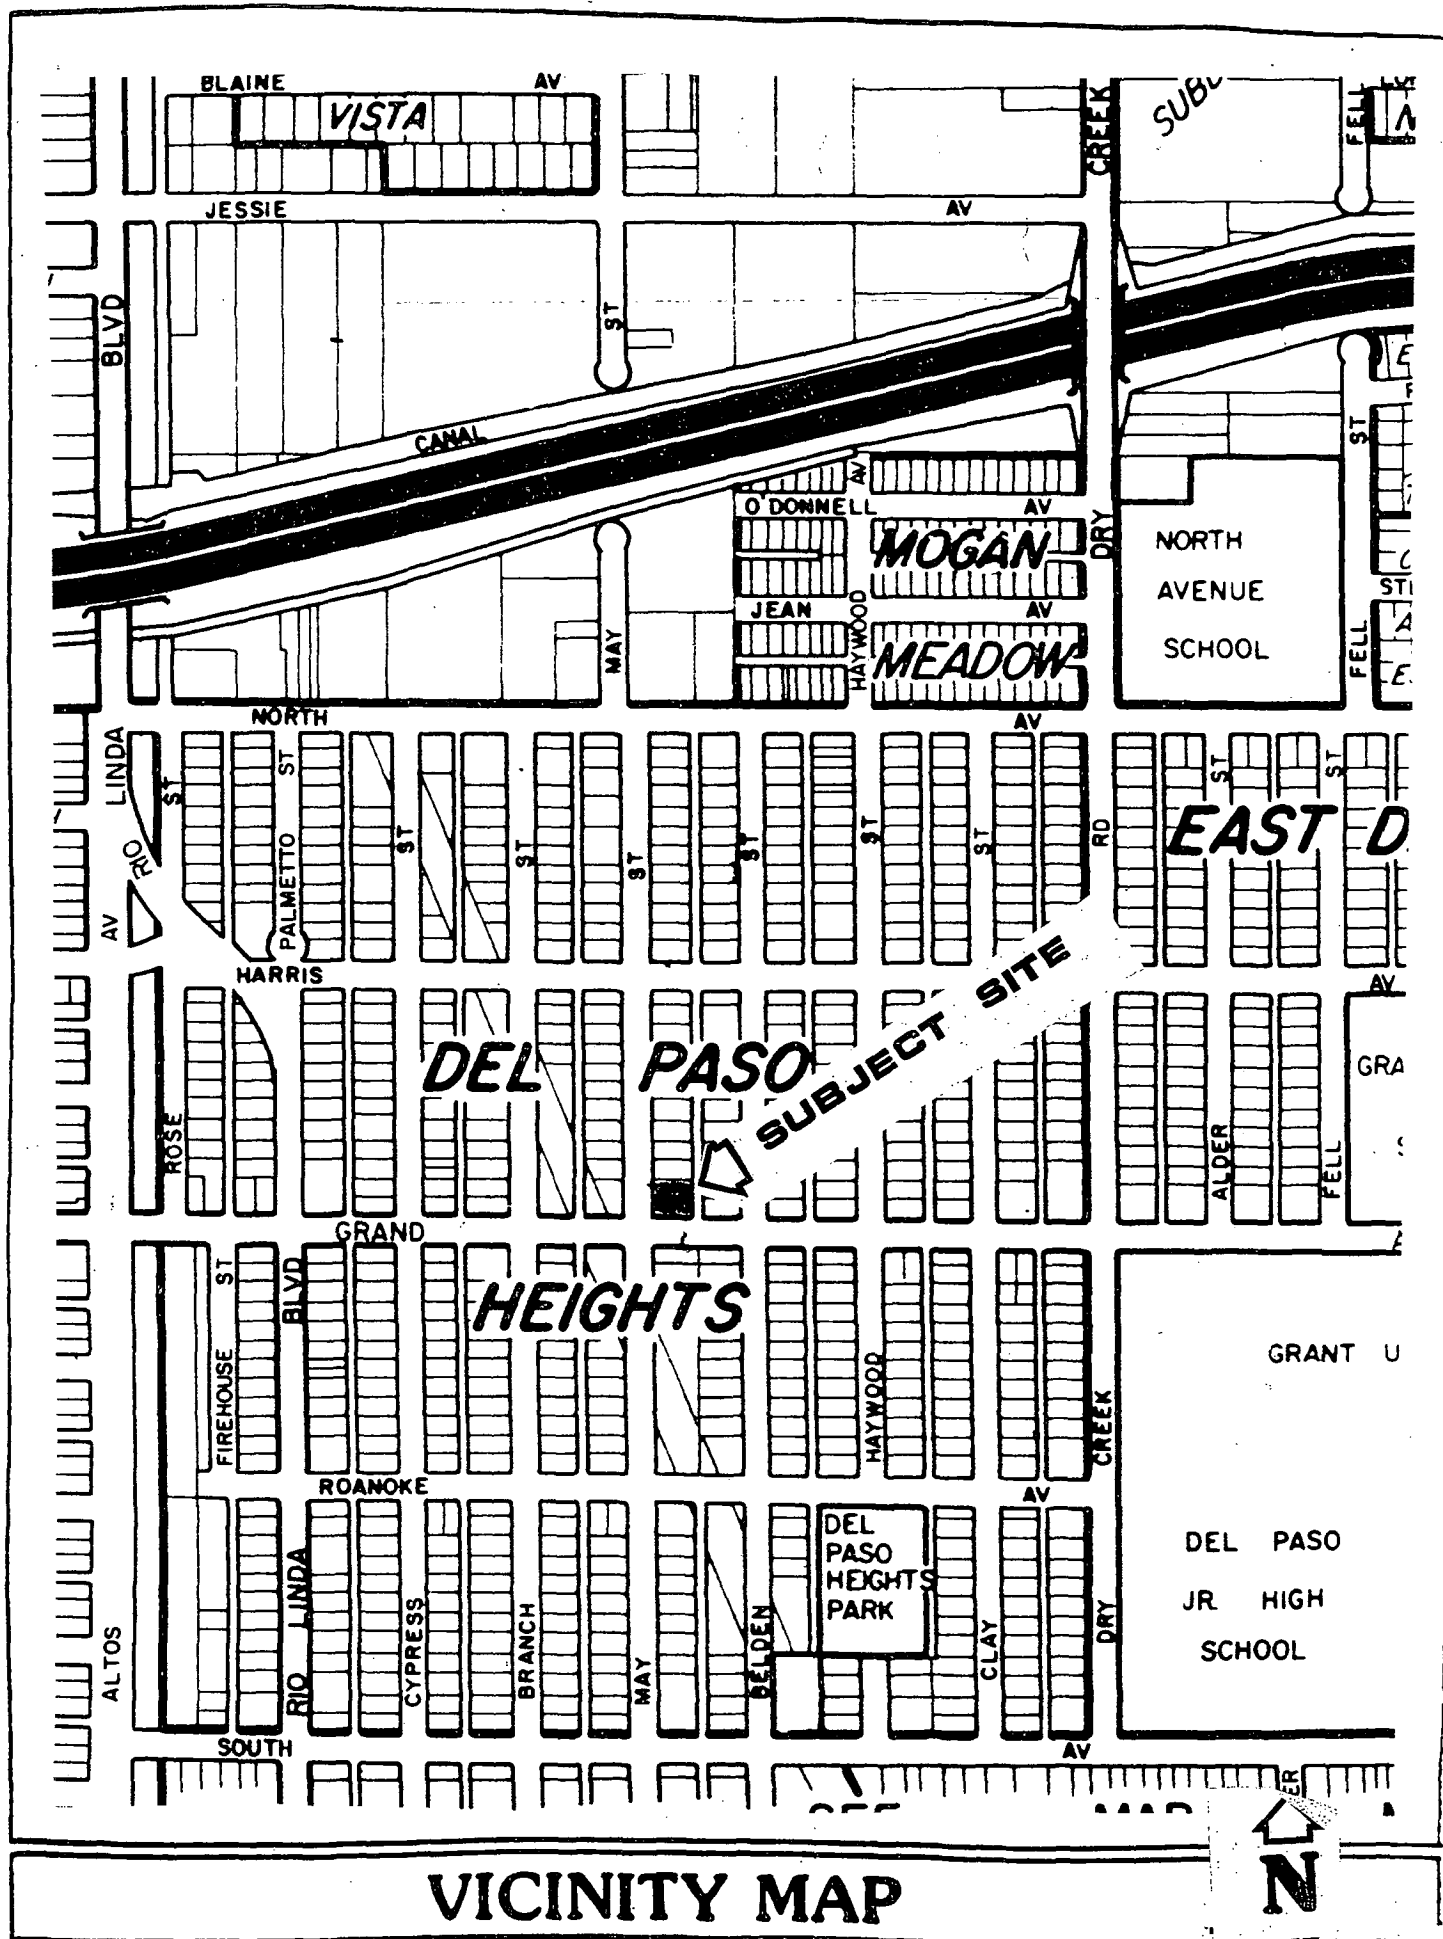 BLAINE AV
VISTA
CREEK
FELL
JESSIE AV
BLVD
ST
CANAL
ST
AV
O'DONNELL AV
MOGAN
DRY
NORTH
AVENUE
SCHOOL
JEAN AV
HAYWOOD
MEADOW
MAY
FELL
NORTH AV
LINDA
RIO
AV
ST
PALMETTO ST
ST
ST
ST
ST
ST
ST
RD
ST
ST
EAST D
HARRIS AV
SUBJECT SITE
DEL PASO
GRA
ROSE
ALDER
FELL
GRAND
ST
BLVD
HEIGHTS
FIREHOUSE
HAYWOOD
CREEK
GRANT U
ROANOKE AV
DEL
PASO
HEIGHTS
PARK
DEL PASO
JR. HIGH
SCHOOL
ALTOS
RIO LINDA
CYPRESS
BRANCH
MAY
BELDEN
CLAY
DRY
SOUTH AV
N
VICINITY MAP